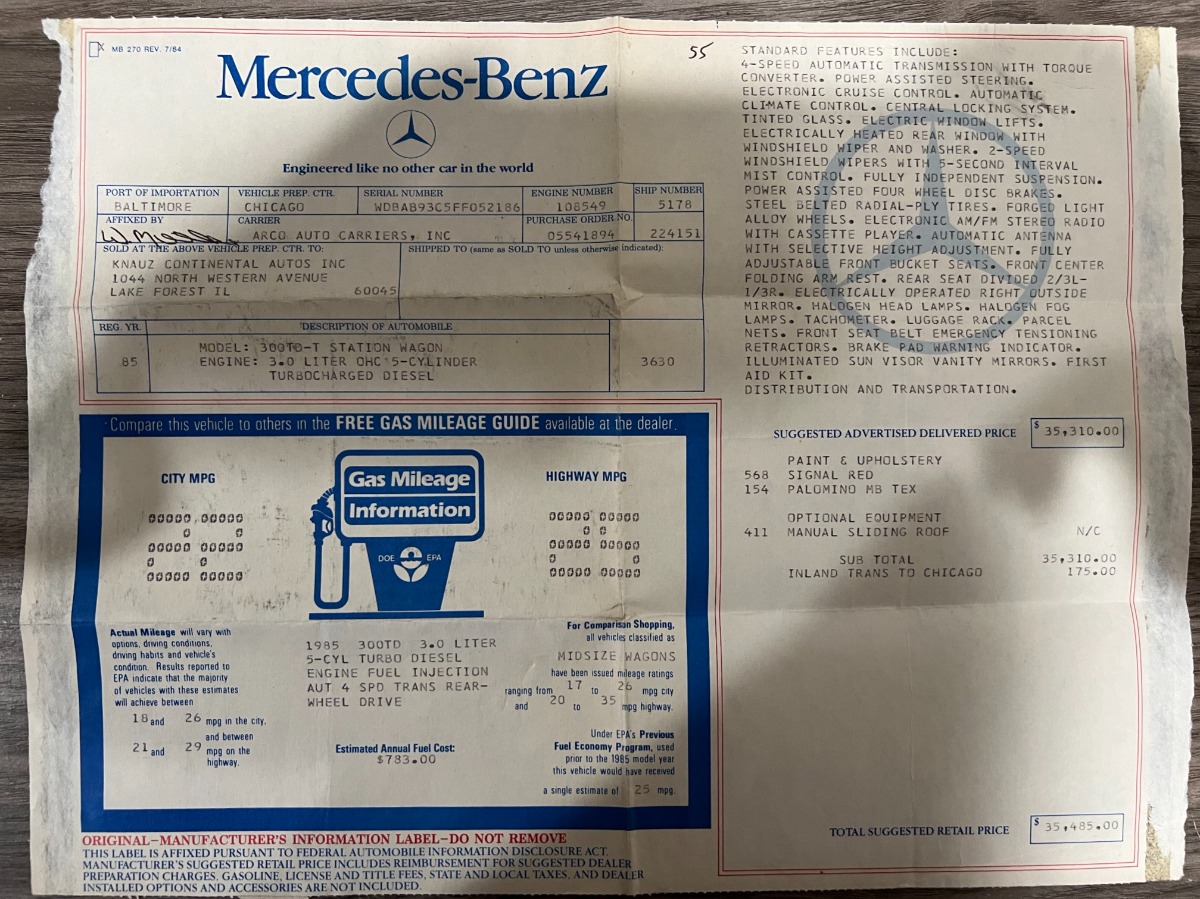 MB 270 REV. 7/84
Mercedes-Benz
Engineered like no other car in the world
55
PORT OF IMPORTATION
BALTIMORE
VEHICLE PREP. CTR.
CHICAGO
SERIAL NUMBER
WDBAB93C5FF052186
ENGINE NUMBER
108549
SHIP NUMBER
5178
AFFIXED BY
CARRIER
ARCO AUTO CARRIERS, INC
PURCHASE ORDER NO.
05541894
224151
SOLD AT THE ABOVE VEHICLE PREP. CTR. TO:
KNAUZ CONTINENTAL AUTOS INC
1044 NORTH WESTERN AVENUE
LAKE FOREST IL 60045
SHIPPED TO (same as SOLD TO unless otherwise indicated):
REG. YR.
85
DESCRIPTION OF AUTOMOBILE
MODEL: 300TD-T STATION WAGON
ENGINE: 3.0 LITER OHC 5-CYLINDER
TURBOCHARGED DIESEL
3630
Compare this vehicle to others in the FREE GAS MILEAGE GUIDE available at the dealer.
CITY MPG
22
Gas Mileage
Information
DOE EPA
HIGHWAY MPG
25
Actual Mileage will vary with
options, driving conditions,
driving habits and vehicle's
condition. Results reported to
EPA indicate that the majority
of vehicles with these estimates
will achieve between
18 and 26 mpg in the city,
and between
21 and 29 mpg on the
highway.
1985 300TD 3.0 LITER
5-CYL TURBO DIESEL
ENGINE FUEL INJECTION
AUT 4 SPD TRANS REAR-
WHEEL DRIVE
Estimated Annual Fuel Cost:
$783.00
For Comparison Shopping,
all vehicles classified as
MIDSIZE WAGONS
have been issued mileage ratings
ranging from 17 to 26 mpg city
and 20 to 35 mpg highway.
Under EPA's Previous
Fuel Economy Program, used
prior to the 1985 model year
this vehicle would have received
a single estimate of 25 mpg.
ORIGINAL—MANUFACTURER'S INFORMATION LABEL—DO NOT REMOVE
THIS LABEL IS AFFIXED PURSUANT TO FEDERAL AUTOMOBILE INFORMATION DISCLOSURE ACT.
MANUFACTURER'S SUGGESTED RETAIL PRICE INCLUDES REIMBURSEMENT FOR SUGGESTED DEALER
PREPARATION CHARGES, GASOLINE, LICENSE AND TITLE FEES, STATE AND LOCAL TAXES, AND DEALER
INSTALLED OPTIONS AND ACCESSORIES ARE NOT INCLUDED.
STANDARD FEATURES INCLUDE:
4-SPEED AUTOMATIC TRANSMISSION WITH TORQUE
CONVERTER. POWER ASSISTED STEERING.
ELECTRONIC CRUISE CONTROL. AUTOMATIC
CLIMATE CONTROL. CENTRAL LOCKING SYSTEM.
TINTED GLASS. ELECTRIC WINDOW LIFTS.
ELECTRICALLY HEATED REAR WINDOW WITH
WINDSHIELD WIPER AND WASHER. 2-SPEED
WINDSHIELD WIPERS WITH 5-SECOND INTERVAL
MIST CONTROL. FULLY INDEPENDENT SUSPENSION.
POWER ASSISTED FOUR WHEEL DISC BRAKES.
STEEL BELTED RADIAL-PLY TIRES. FORGED LIGHT
ALLOY WHEELS. ELECTRONIC AM/FM STEREO RADIO
WITH CASSETTE PLAYER. AUTOMATIC ANTENNA
WITH SELECTIVE HEIGHT ADJUSTMENT. FULLY
ADJUSTABLE FRONT BUCKET SEATS. FRONT CENTER
FOLDING ARM REST. REAR SEAT DIVIDED 2/3L-
1/3R. ELECTRICALLY OPERATED RIGHT OUTSIDE
MIRROR. HALOGEN HEAD LAMPS. HALOGEN FOG
LAMPS. TACHOMETER. LUGGAGE RACK. PARCEL
NETS. FRONT SEAT BELT EMERGENCY TENSIONING
RETRACTORS. BRAKE PAD WARNING INDICATOR.
ILLUMINATED SUN VISOR VANITY MIRRORS. FIRST
AID KIT.
DISTRIBUTION AND TRANSPORTATION.
SUGGESTED ADVERTISED DELIVERED PRICE $ 35,310.00
PAINT & UPHOLSTERY
568 SIGNAL RED
154 PALOMINO MB TEX
OPTIONAL EQUIPMENT
411 MANUAL SLIDING ROOF N/C
SUB TOTAL 35,310.00
INLAND TRANS TO CHICAGO 175.00
TOTAL SUGGESTED RETAIL PRICE $ 35,485.00